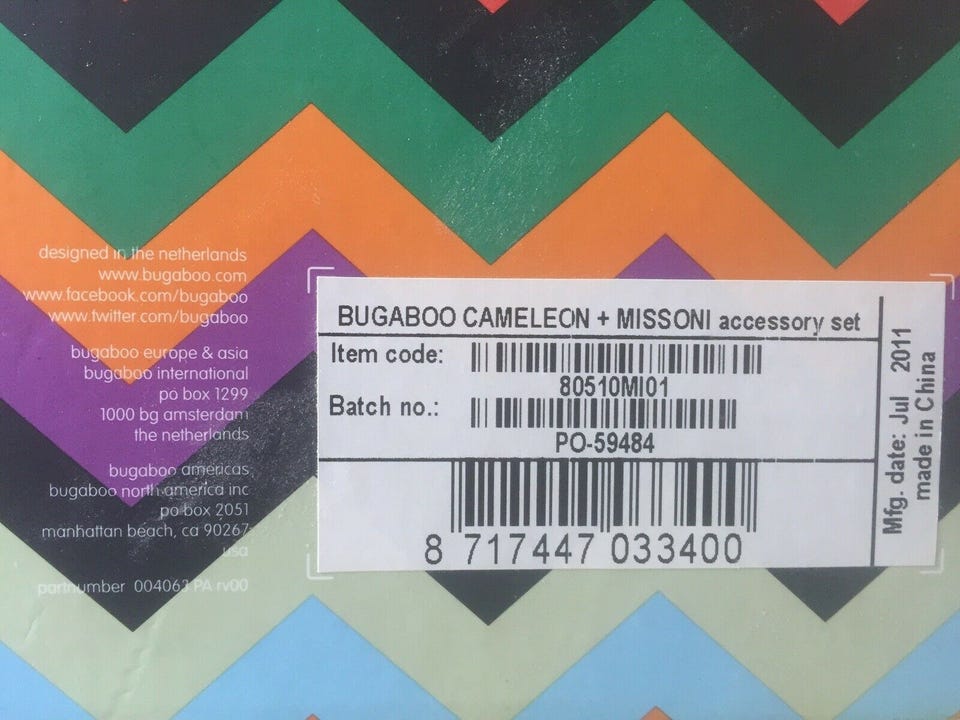 designed in the netherlands
www.bugaboo.com
www.facebook.com/bugaboo
www.twitter.com/bugaboo
bugaboo europe & asia
bugaboo international
po box 1299
1000 bg amsterdam
the netherlands
bugaboo americas
bugaboo north america inc
po box 2051
manhattan beach, ca 90267
usa
partnumber 004063 PA rv00
BUGABOO CAMELEON + MISSONI accessory set
Item code:
80510MI01
Batch no.:
PO-59484
8 717447 033400
Mfg. date: Jul 2011
made in China